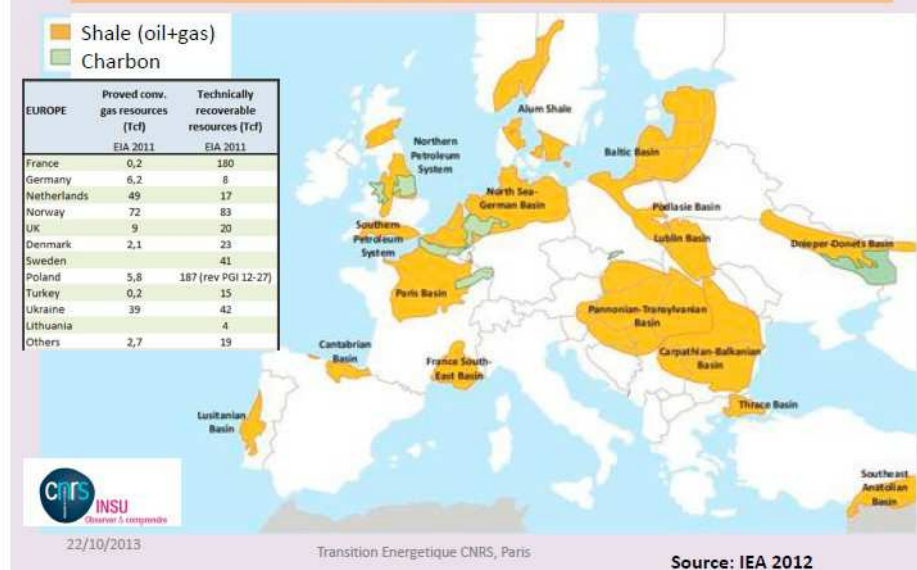 Shale (oil+gas)
Charbon
EUROPE Proved conv. gas resources (Tcf) Technically recoverable resources (Tcf)
EIA 2011 EIA 2011
France 0,2 180
Germany 6,2 8
Netherlands 49 17
Norway 72 83
UK 9 20
Denmark 2,1 23
Sweden 41
Poland 5,8 187 (rev PGI 12-27)
Turkey 0,2 15
Ukraine 39 42
Lithuania 4
Others 2,7 19
Alum Shale
Northern
Petroleum
System
Baltic Basin
North Sea-
German Basin
Podlasie Basin
Southern
Petroleum
System
Lublin Basin
Dnieper-Donets Basin
Paris Basin
Pannonian-Transylvanian
Basin
Cantabrian
Basin
France South-
East Basin
Carpathian-Balkanian
Basin
Lusitanian
Basin
Thrace Basin
Southeast
Anatolian
Basin
cnrs
INSU
Observer & comprendre
22/10/2013
Transition Energetique CNRS, Paris
Source: IEA 2012